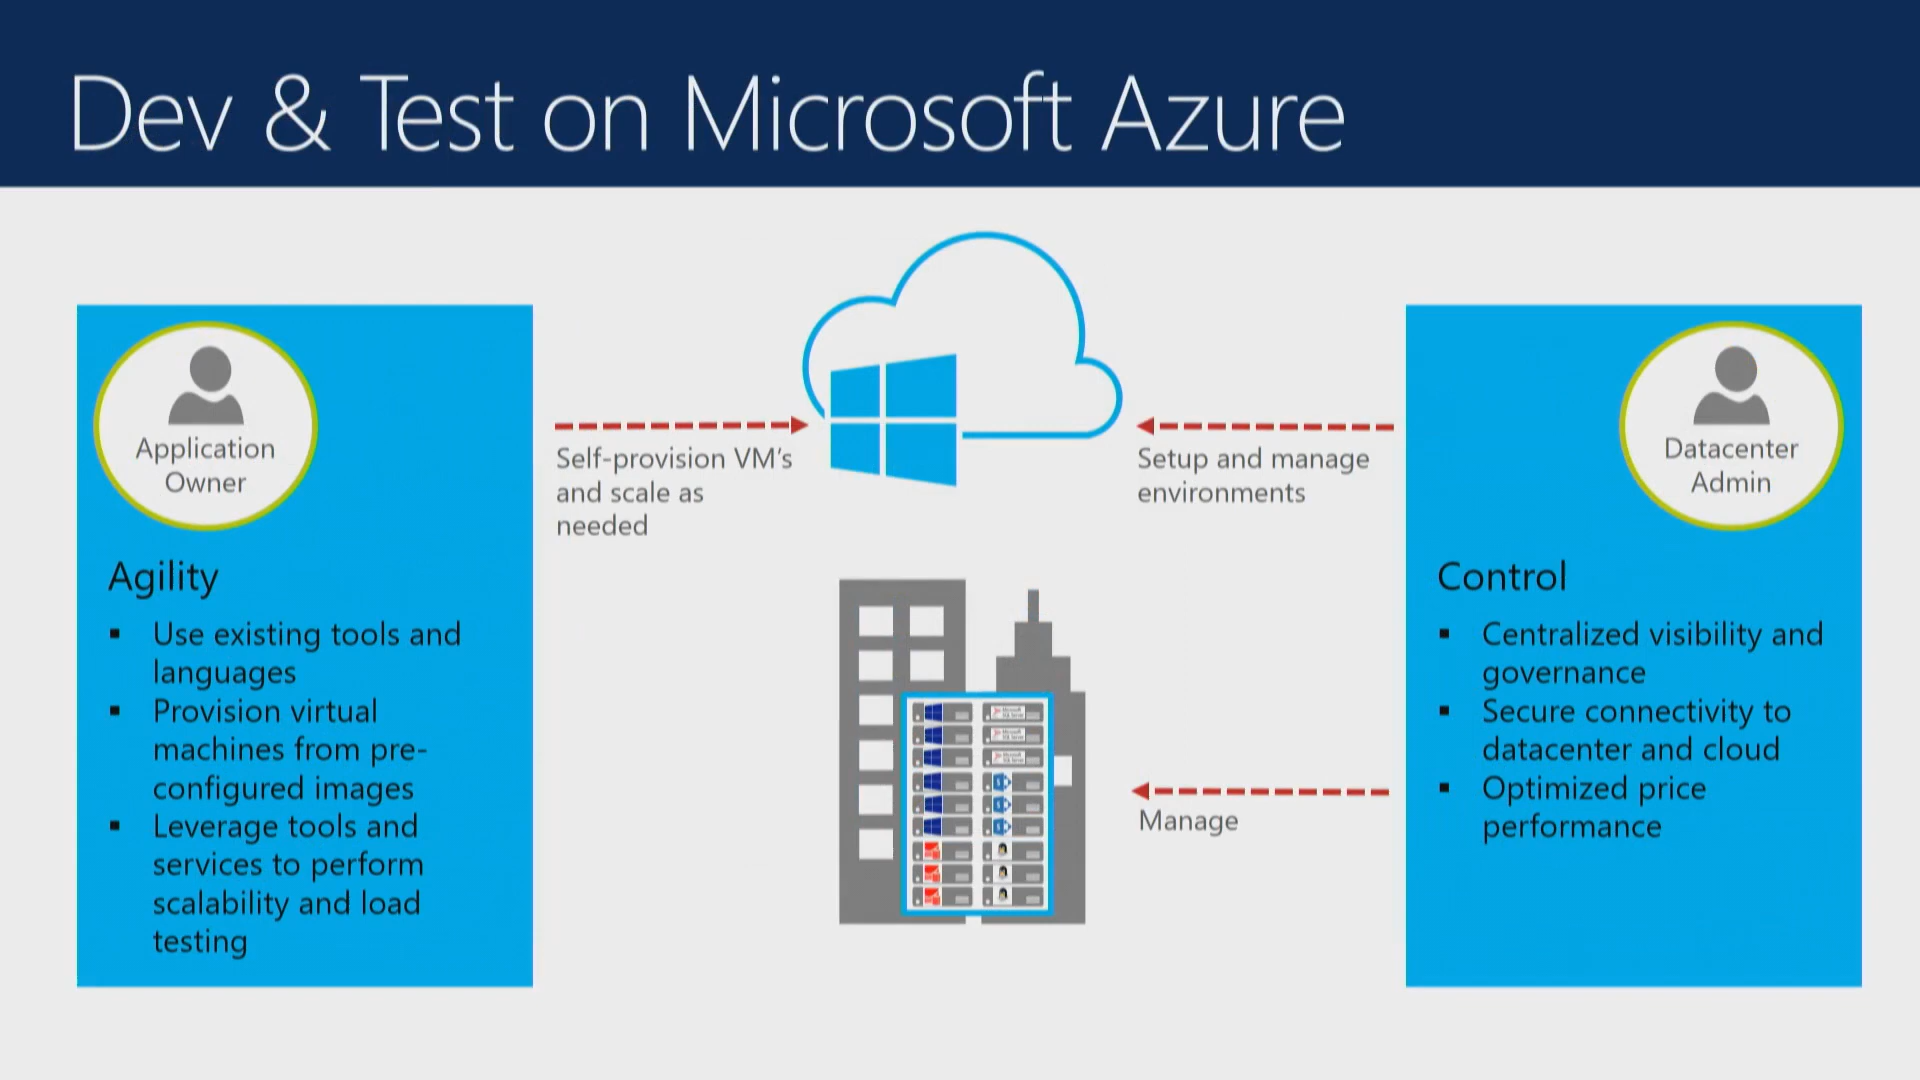 Dev & Test on Microsoft Azure
Application
Owner
Agility
▪ Use existing tools and
languages
▪ Provision virtual
machines from pre-
configured images
▪ Leverage tools and
services to perform
scalability and load
testing
Self-provision VM's
and scale as
needed
Setup and manage
environments
Manage
Datacenter
Admin
Control
▪ Centralized visibility and
governance
▪ Secure connectivity to
datacenter and cloud
▪ Optimized price
performance